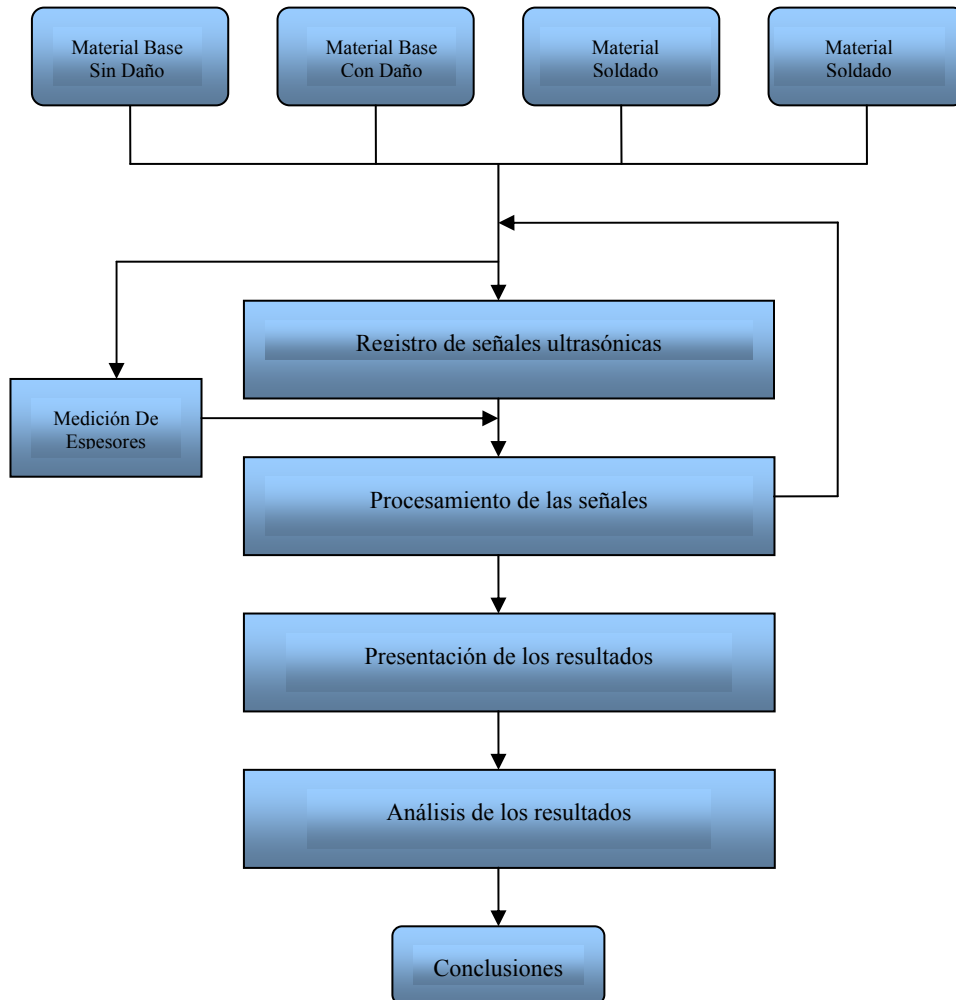 Material Base
Sin Daño
Material Base
Con Daño
Material
Soldado
Material
Soldado
Registro de señales ultrasónicas
Medición De
Espesores
Procesamiento de las señales
Presentación de los resultados
Análisis de los resultados
Conclusiones